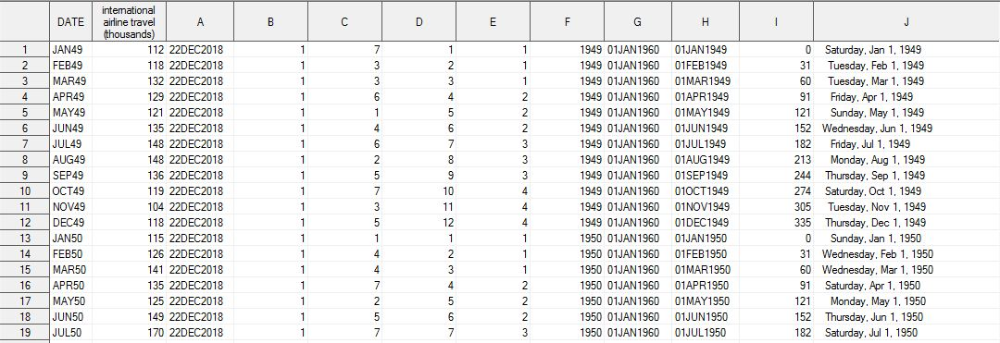 DATE international airline travel (thousands) A B C D E F G H I J
1 JAN49 112 22DEC2018 1 7 1 1 1949 01JAN1960 01JAN1949 0 Saturday, Jan 1, 1949
2 FEB49 118 22DEC2018 1 3 2 1 1949 01JAN1960 01FEB1949 31 Tuesday, Feb 1, 1949
3 MAR49 132 22DEC2018 1 3 3 1 1949 01JAN1960 01MAR1949 60 Tuesday, Mar 1, 1949
4 APR49 129 22DEC2018 1 6 4 2 1949 01JAN1960 01APR1949 91 Friday, Apr 1, 1949
5 MAY49 121 22DEC2018 1 1 5 2 1949 01JAN1960 01MAY1949 121 Sunday, May 1, 1949
6 JUN49 135 22DEC2018 1 4 6 2 1949 01JAN1960 01JUN1949 152 Wednesday, Jun 1, 1949
7 JUL49 148 22DEC2018 1 6 7 3 1949 01JAN1960 01JUL1949 182 Friday, Jul 1, 1949
8 AUG49 148 22DEC2018 1 2 8 3 1949 01JAN1960 01AUG1949 213 Monday, Aug 1, 1949
9 SEP49 136 22DEC2018 1 5 9 3 1949 01JAN1960 01SEP1949 244 Thursday, Sep 1, 1949
10 OCT49 119 22DEC2018 1 7 10 4 1949 01JAN1960 01OCT1949 274 Saturday, Oct 1, 1949
11 NOV49 104 22DEC2018 1 3 11 4 1949 01JAN1960 01NOV1949 305 Tuesday, Nov 1, 1949
12 DEC49 118 22DEC2018 1 5 12 4 1949 01JAN1960 01DEC1949 335 Thursday, Dec 1, 1949
13 JAN50 115 22DEC2018 1 1 1 1 1950 01JAN1960 01JAN1950 0 Sunday, Jan 1, 1950
14 FEB50 126 22DEC2018 1 4 2 1 1950 01JAN1960 01FEB1950 31 Wednesday, Feb 1, 1950
15 MAR50 141 22DEC2018 1 4 3 1 1950 01JAN1960 01MAR1950 60 Wednesday, Mar 1, 1950
16 APR50 135 22DEC2018 1 7 4 2 1950 01JAN1960 01APR1950 91 Saturday, Apr 1, 1950
17 MAY50 125 22DEC2018 1 2 5 2 1950 01JAN1960 01MAY1950 121 Monday, May 1, 1950
18 JUN50 149 22DEC2018 1 5 6 2 1950 01JAN1960 01JUN1950 152 Thursday, Jun 1, 1950
19 JUL50 170 22DEC2018 1 7 7 3 1950 01JAN1960 01JUL1950 182 Saturday, Jul 1, 1950